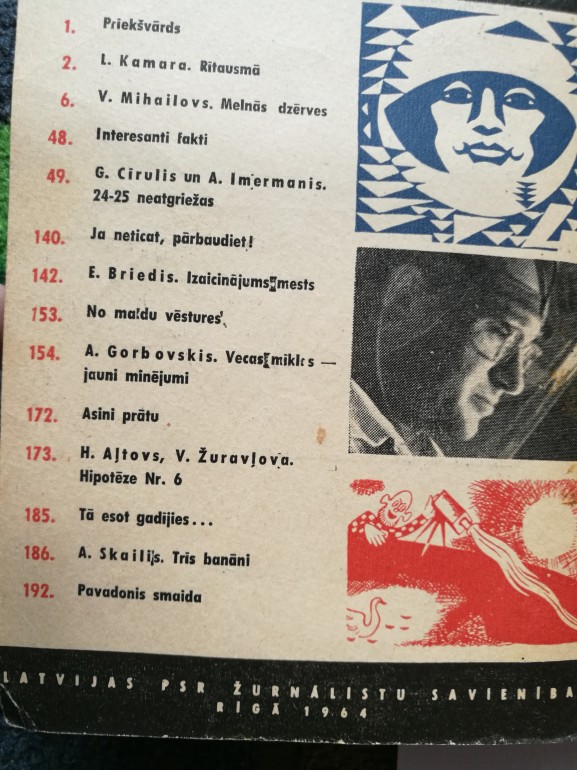 1. Priekšvārds
2. L. Kamara. Rītausmā
6. V. Mihailovs. Melnās dzērves
48. Interesanti fakti
49. G. Cīrulis un A. Imermanis.
24-25 neatgriežas
140. Ja neticat, pārbaudiet!
142. E. Briedis. Izaicinājums mests
153. No maldu vēstures
154. A. Gorbovskis. Vecas mīklas —
jauni minējumi
172. Asini prātu
173. H. Aļtovs, V. Žuravļova.
Hipotēze Nr. 6
185. Tā esot gadījies...
186. A. Skailis. Trīs banāni
192. Pavadonis smaida
LATVIJAS PSR ŽURNĀLISTU SAVIENĪBA
RĪGĀ 1964